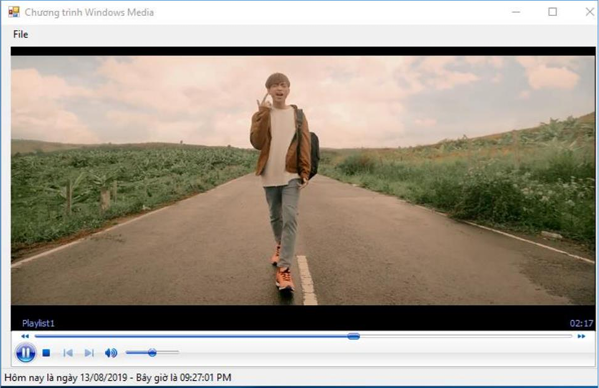 Chương trình Windows Media
File
Playlist1
02:17
Hôm nay là ngày 13/08/2019 - Bây giờ là 09:27:01 PM